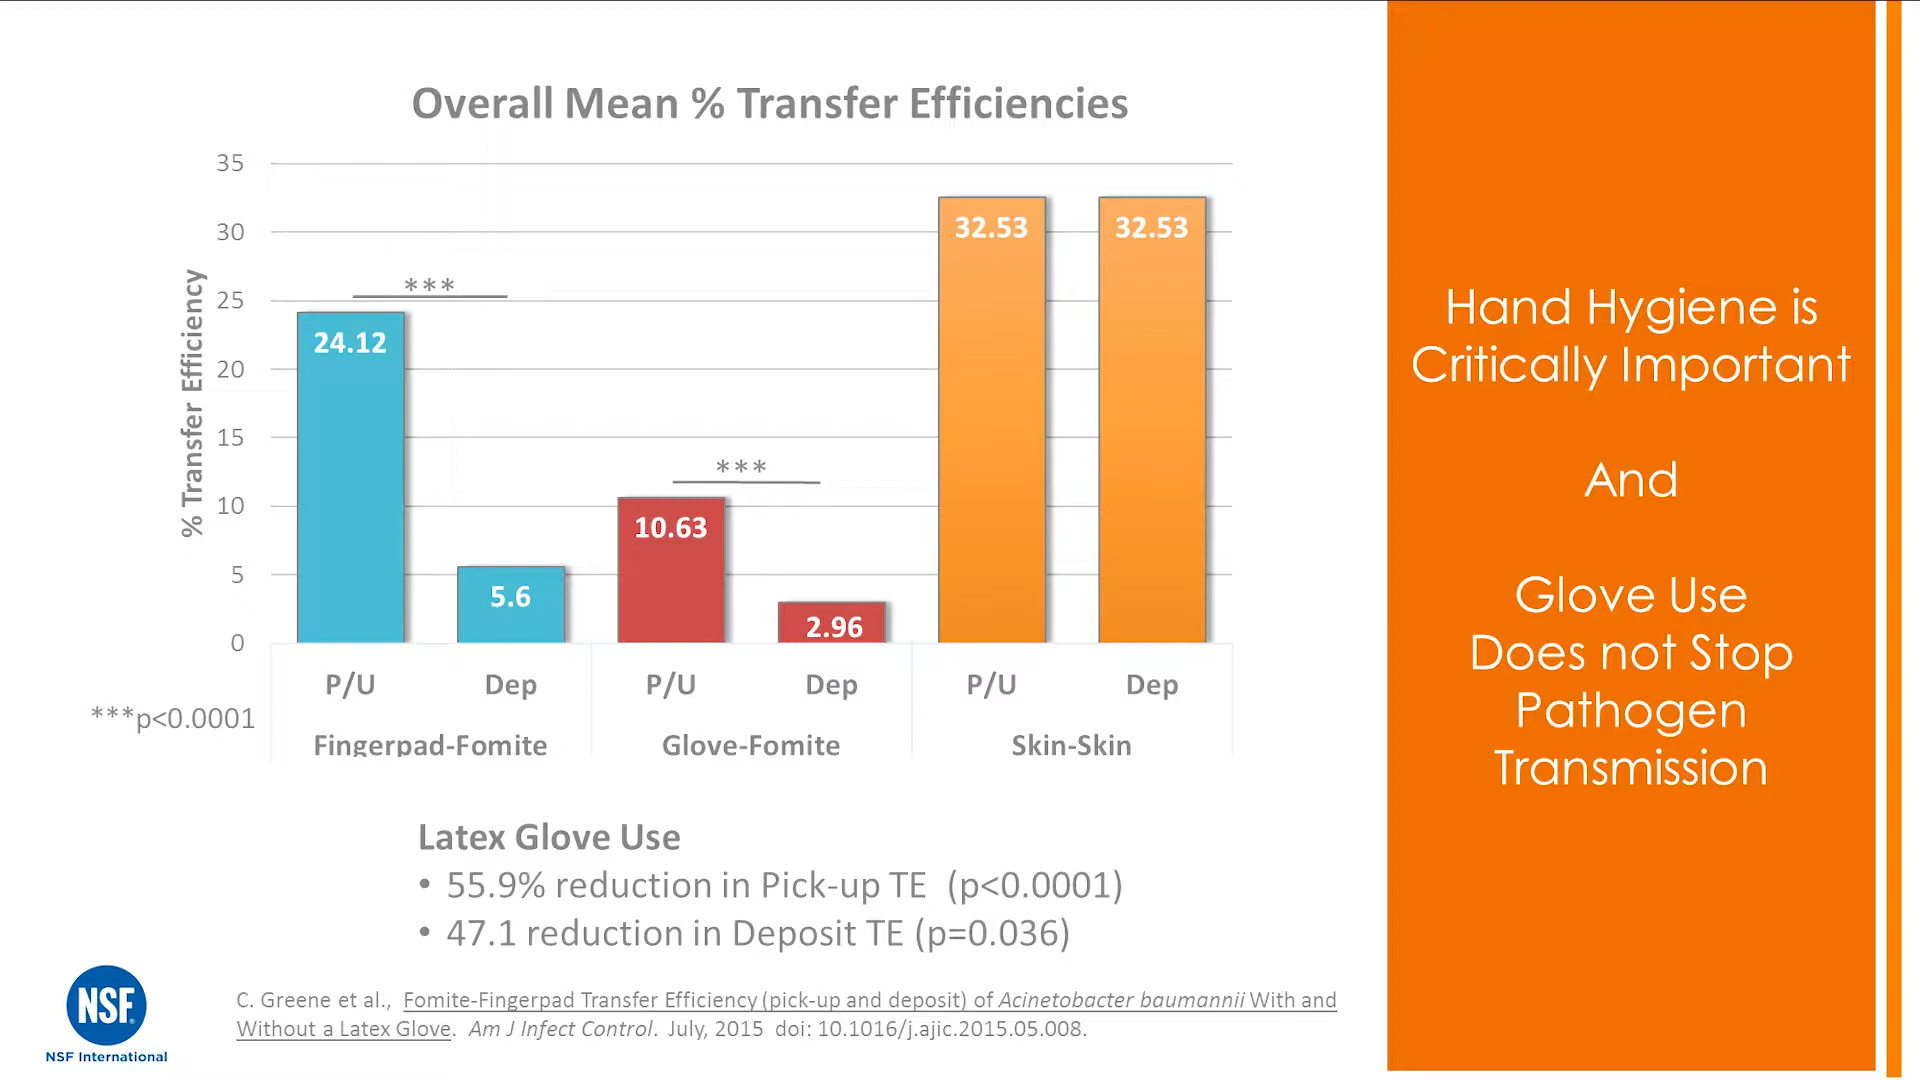 Overall Mean % Transfer Efficiencies
35
30
25
20
15
10
5
0
% Transfer Efficiency
***
***
24.12
5.6
10.63
2.96
32.53
32.53
P/U Dep P/U Dep P/U Dep
***p<0.0001
Fingerpad-Fomite Glove-Fomite Skin-Skin
Latex Glove Use
• 55.9% reduction in Pick-up TE (p<0.0001)
• 47.1 reduction in Deposit TE (p=0.036)
C. Greene et al., Fomite-Fingerpad Transfer Efficiency (pick-up and deposit) of Acinetobacter baumannii With and
Without a Latex Glove. Am J Infect Control. July, 2015 doi: 10.1016/j.ajic.2015.05.008.
NSF®
NSF International
Hand Hygiene is
Critically Important
And
Glove Use
Does not Stop
Pathogen
Transmission